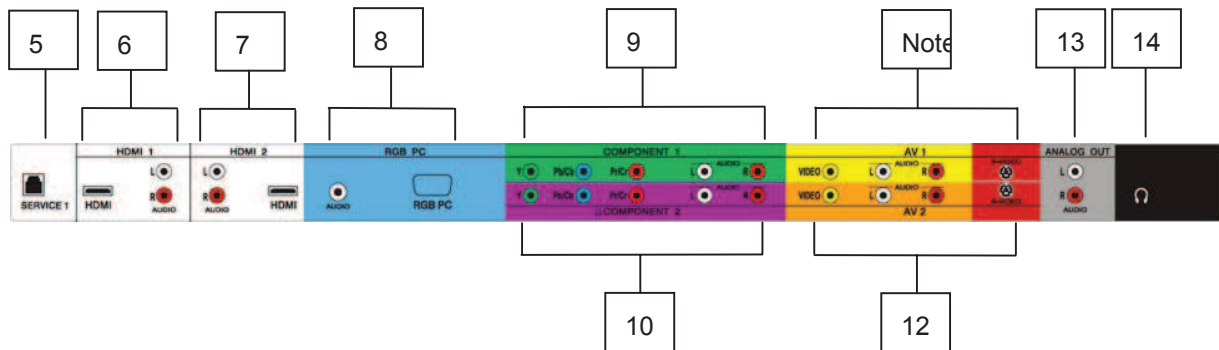 5 6 7 8 9 Note 13 14
HDMI 1 HDMI 2 RGB PC COMPONENT 1 AV 1 S-VIDEO ANALOG OUT
L L Y Pb/Cb Pr/Cr L AUDIO R VIDEO L AUDIO R L
SERVICE 1 HDMI R AUDIO R AUDIO HDMI AUDIO RGB PC Y Pb/Cb Pr/Cr L AUDIO R VIDEO L AUDIO R S-VIDEO R AUDIO
COMPONENT 2 AV 2
10 12